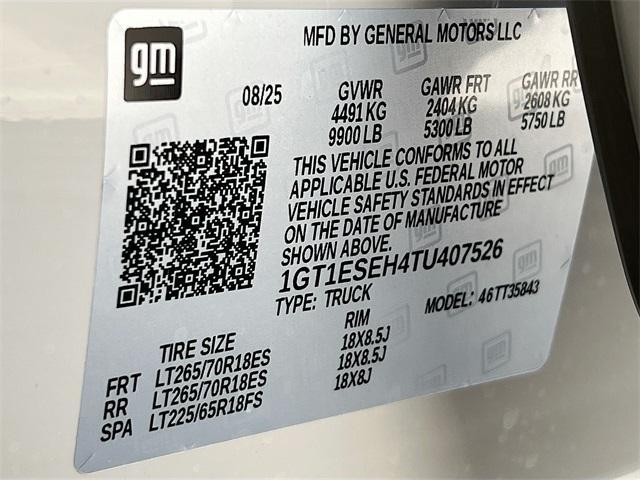 gm
MFD BY GENERAL MOTORS LLC
08/25 GVWR GAWR FRT GAWR RR
4491 KG 2404 KG 2608 KG
9900 LB 5300 LB 5750 LB
THIS VEHICLE CONFORMS TO ALL
APPLICABLE U.S. FEDERAL MOTOR
VEHICLE SAFETY STANDARDS IN EFFECT
ON THE DATE OF MANUFACTURE
SHOWN ABOVE.
1GT1ESEH4TU407526
TYPE: TRUCK MODEL: 46TT35843
TIRE SIZE RIM
FRT LT265/70R18ES 18X8.5J
RR LT265/70R18ES 18X8.5J
SPA LT225/65R18FS 18X8J